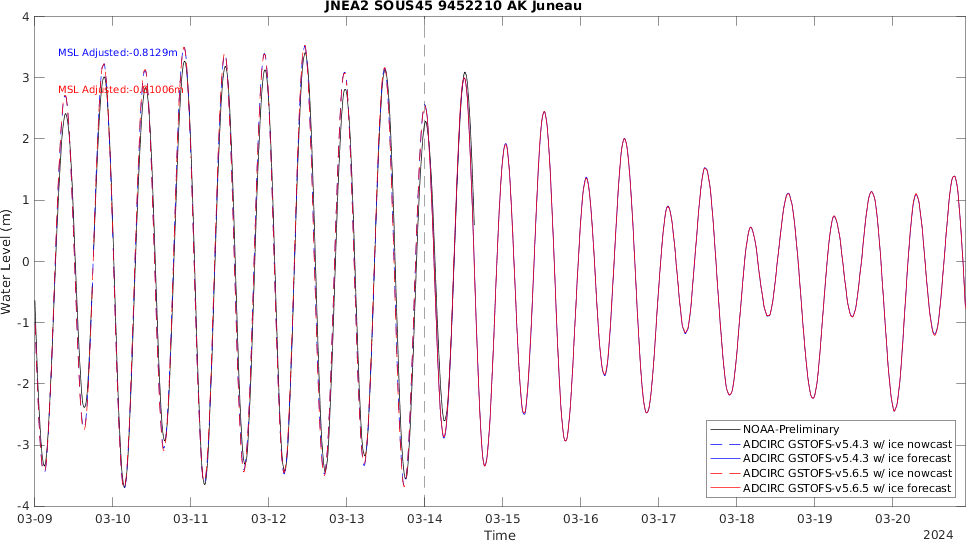 JNEA2 SOUS45 9452210 AK Juneau
4
3
2
1
0
-1
-2
-3
-4
Water Level (m)
MSL Adjusted:-0.8129m
MSL Adjusted:-0.81006m
NOAA-Preliminary
ADCIRC GSTOFS-v5.4.3 w/ ice nowcast
ADCIRC GSTOFS-v5.4.3 w/ ice forecast
ADCIRC GSTOFS-v5.6.5 w/ ice nowcast
ADCIRC GSTOFS-v5.6.5 w/ ice forecast
03-09 03-10 03-11 03-12 03-13 03-14 03-15 03-16 03-17 03-18 03-19 03-20
Time
2024